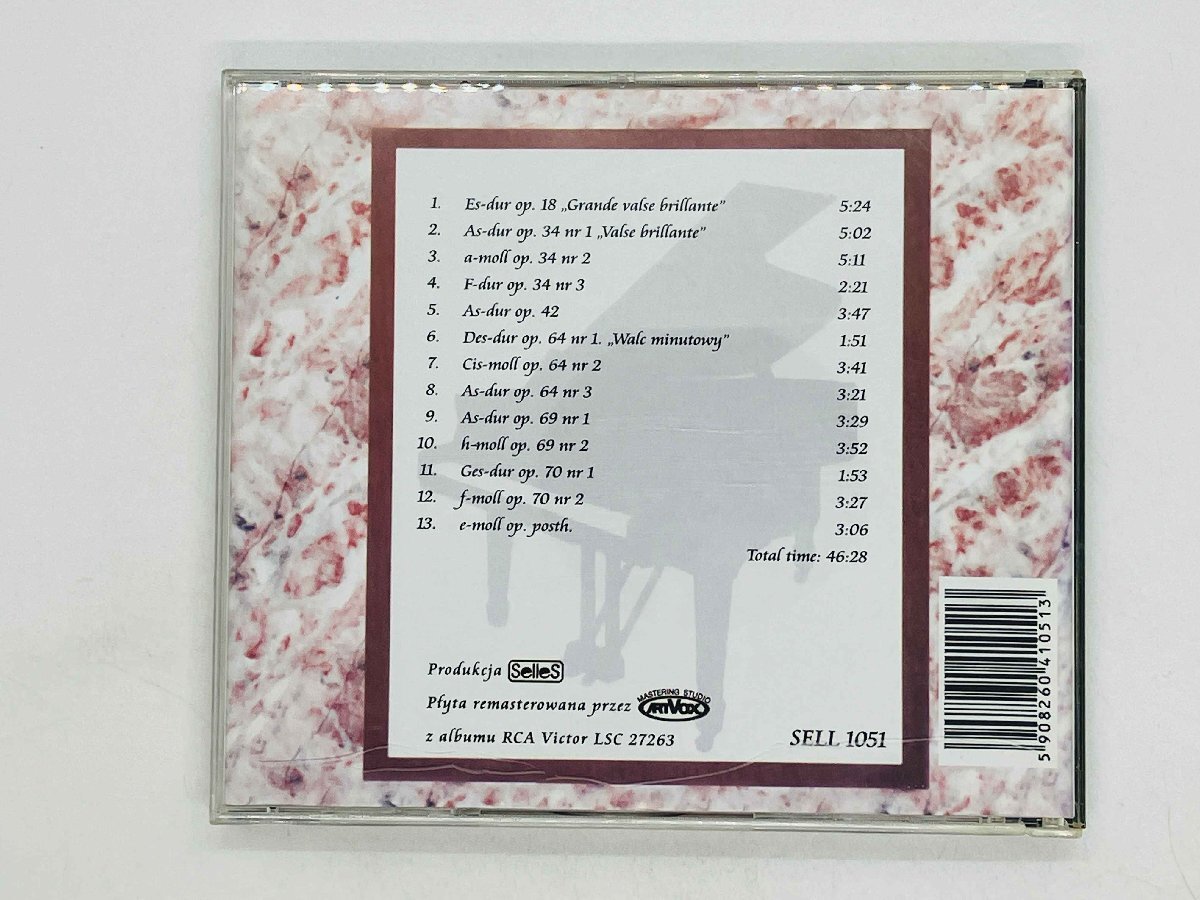 1. Es-dur op. 18 „Grande valse brillante” 5:24
2. As-dur op. 34 nr 1 „Valse brillante” 5:02
3. a-moll op. 34 nr 2 5:11
4. F-dur op. 34 nr 3 2:21
5. As-dur op. 42 3:47
6. Des-dur op. 64 nr 1. „Walc minutowy” 1:51
7. Cis-moll op. 64 nr 2 3:41
8. As-dur op. 64 nr 3 3:21
9. As-dur op. 69 nr 1 3:29
10. h-moll op. 69 nr 2 3:52
11. Ges-dur op. 70 nr 1 1:53
12. f-moll op. 70 nr 2 3:27
13. e-moll op. posth. 3:06
Total time: 46:28
Produkcja SelleS
Płyta remasterowana przez MASTERING STUDIO ARTVOX
z albumu RCA Victor LSC 27263
SELL 1051
5 908260 410513